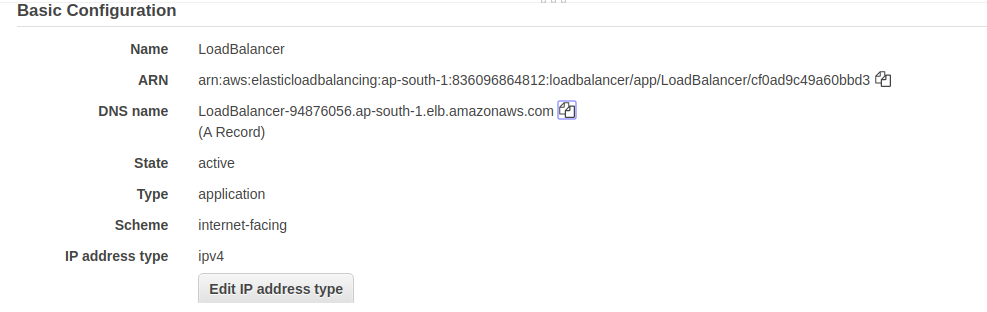 Basic Configuration
Name LoadBalancer
ARN arn:aws:elasticloadbalancing:ap-south-1:836096864812:loadbalancer/app/LoadBalancer/cf0ad9c49a60bbd3
DNS name LoadBalancer-94876056.ap-south-1.elb.amazonaws.com
(A Record)
State active
Type application
Scheme internet-facing
IP address type ipv4
Edit IP address type